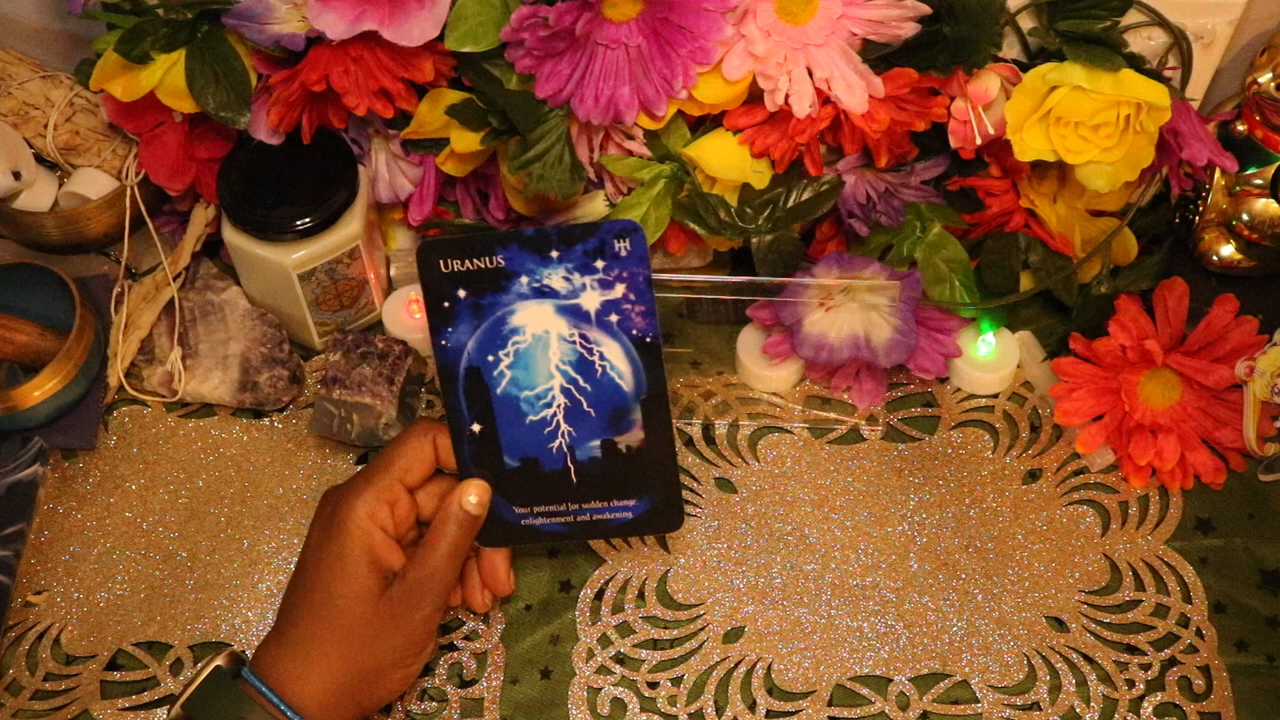 URANUS
Your potential for sudden change,
enlightenment and awakening.